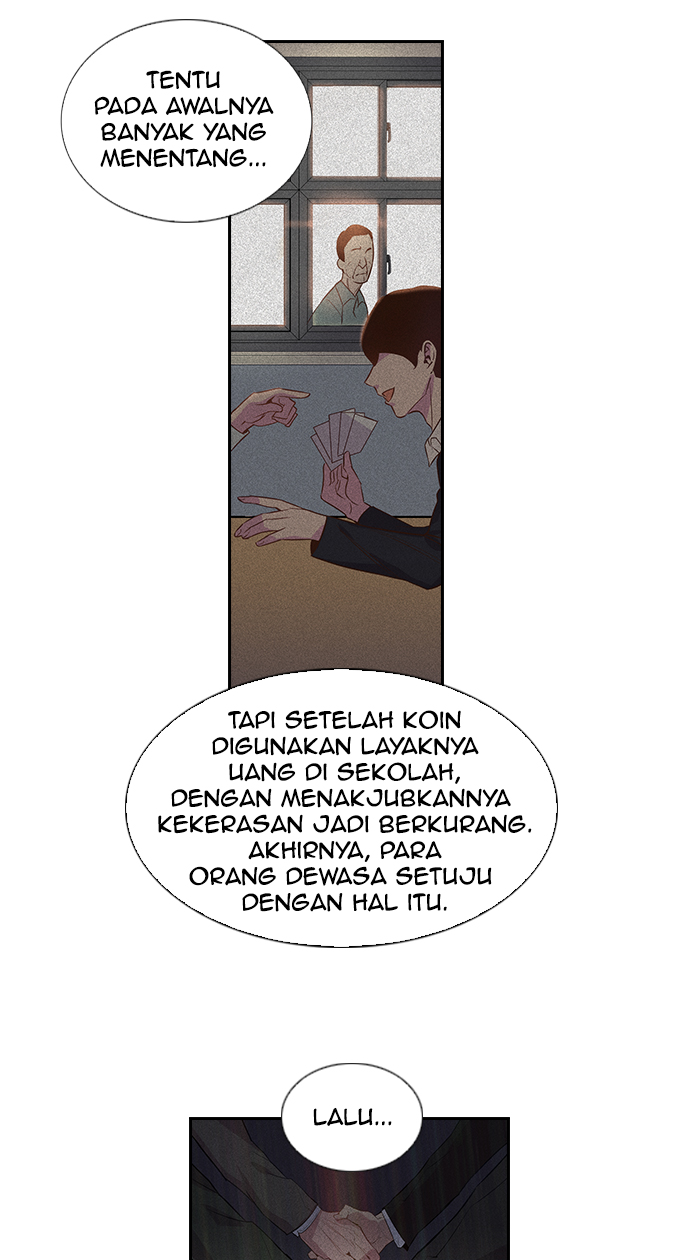 TENTU
PADA AWALNYA
BANYAK YANG
MENENTANG...
TAPI SETELAH KOIN
DIGUNAKAN LAYAKNYA
UANG DI SEKOLAH,
DENGAN MENAKJUBKANNYA
KEKERASAN JADI BERKURANG.
AKHIRNYA, PARA
ORANG DEWASA SETUJU
DENGAN HAL ITU.
LALU...